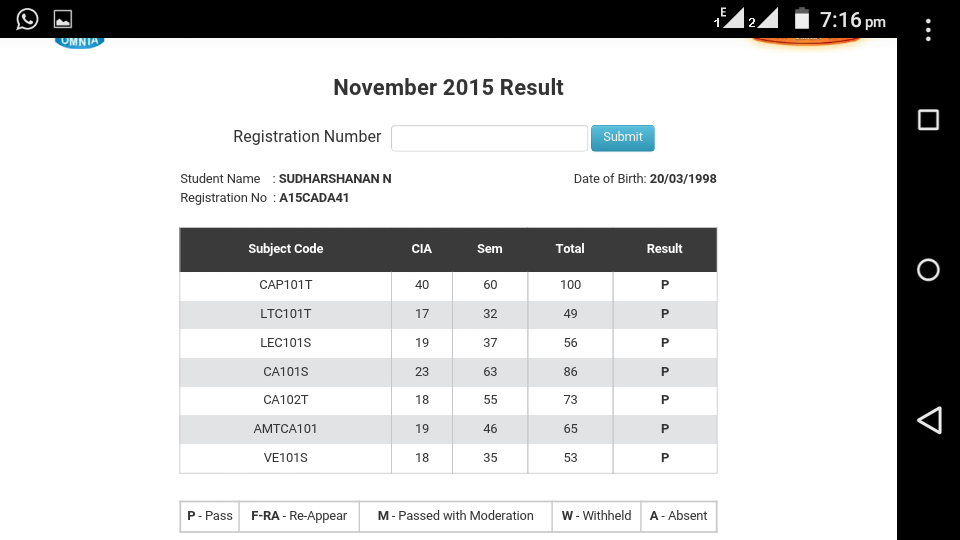 1 E 2 7:16 pm
OMNIA
November 2015 Result
Registration Number Submit
Student Name : SUDHARSHANAN N Date of Birth: 20/03/1998
Registration No : A15CADA41
Subject Code CIA Sem Total Result
CAP101T 40 60 100 P
LTC101T 17 32 49 P
LEC101S 19 37 56 P
CA101S 23 63 86 P
CA102T 18 55 73 P
AMTCA101 19 46 65 P
VE101S 18 35 53 P
P - Pass F-RA - Re-Appear M - Passed with Moderation W - Withheld A - Absent